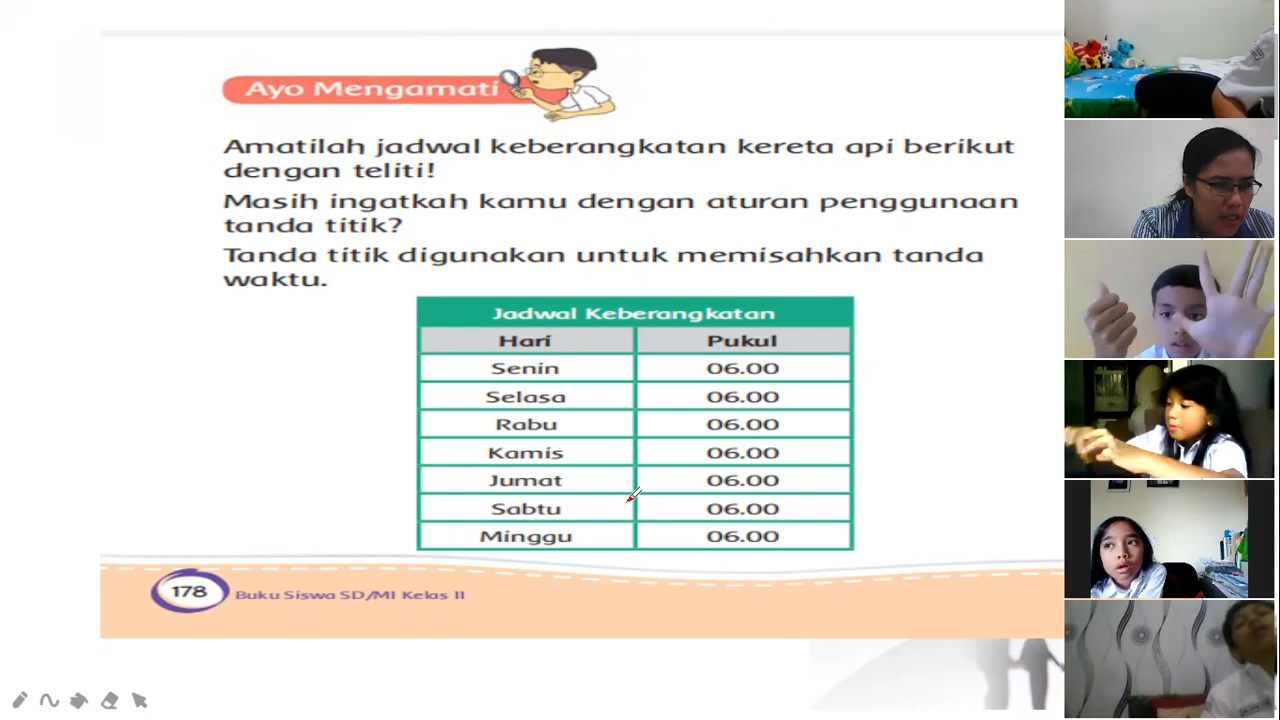 Ayo Mengamati
Amatilah jadwal keberangkatan kereta api berikut
dengan teliti!
Masih ingatkah kamu dengan aturan penggunaan
tanda titik?
Tanda titik digunakan untuk memisahkan tanda
waktu.
Jadwal Keberangkatan
Hari Pukul
Senin 06.00
Selasa 06.00
Rabu 06.00
Kamis 06.00
Jumat 06.00
Sabtu 06.00
Minggu 06.00
178 Buku Siswa SD/MI Kelas II